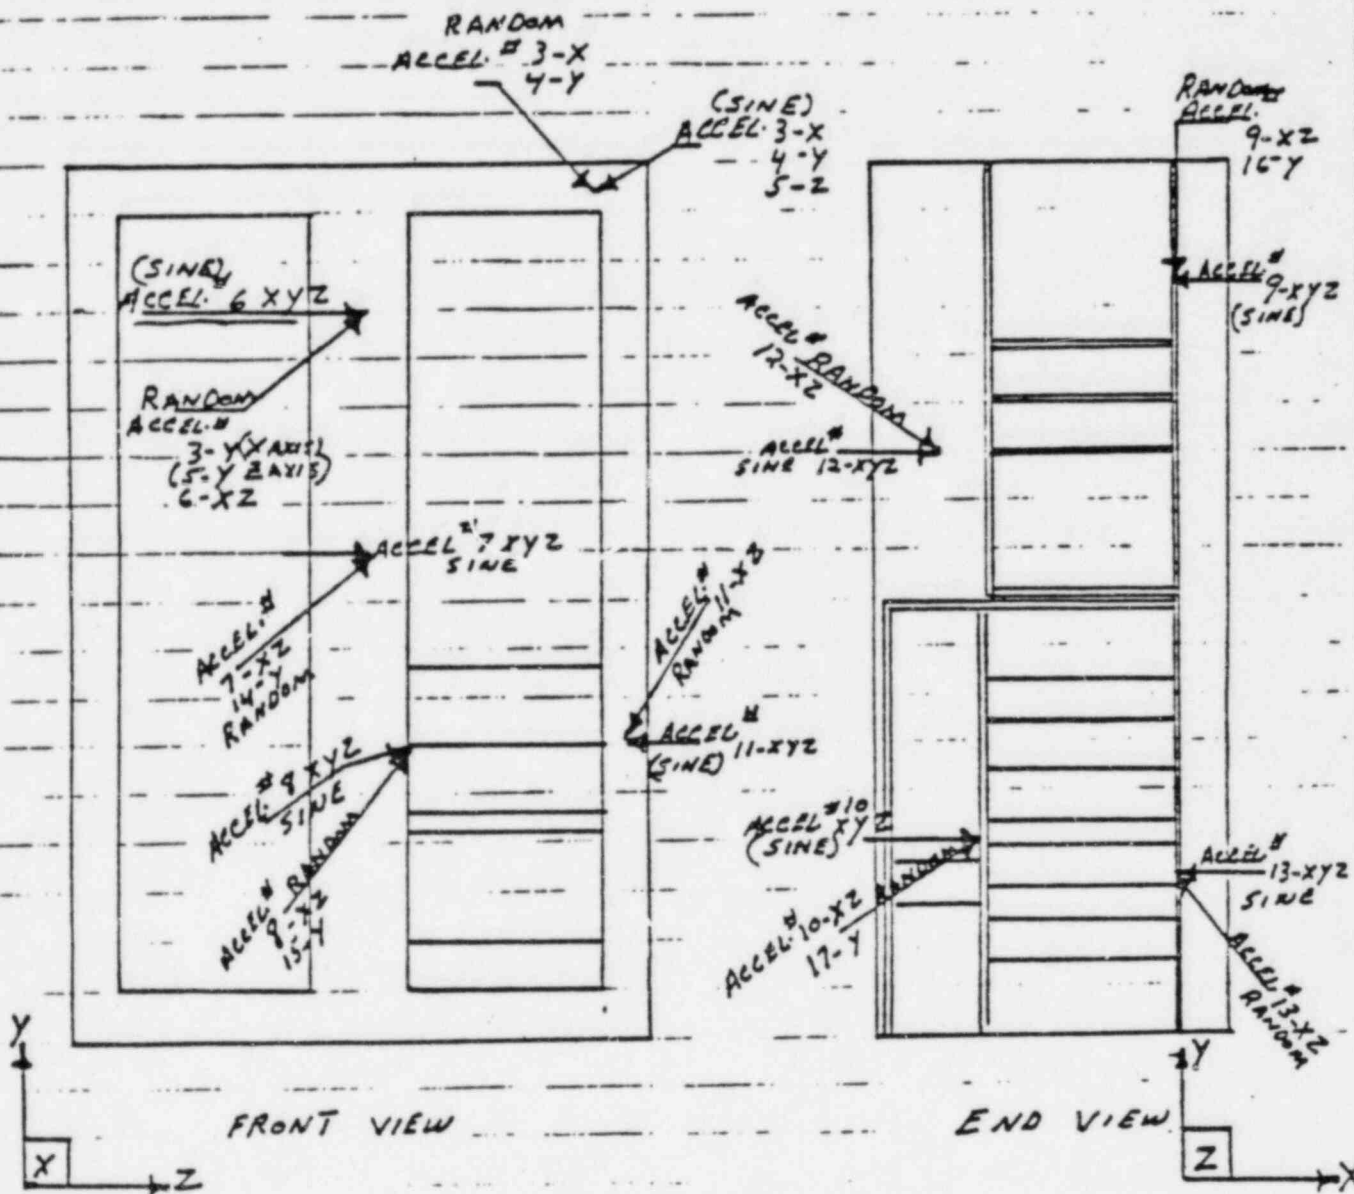 RANDOM
ACCEL. # 3-X
4-Y
(SINE)
ACCEL. 3-X
4-Y
5-Z
(SINE)
ACCEL. 6 XYZ
RANDOM
ACCEL. #
3-Y (X AXIS)
(5-Y Z AXIS)
6-XZ
ACCEL # 7 XYZ
SINE
ACCEL. #
7-XZ
14-Y
RANDOM
ACCEL. # 8 XYZ
SINE
ACCEL # RANDOM
8-XZ
15-Y
ACCEL. # 11-XZ
RANDOM
ACCEL #
(SINE) 11-XYZ
Y
X
Z
FRONT VIEW
RANDOM
ACCEL.
9-XZ
16-Y
ACCEL #
9-XYZ
(SINE)
ACCEL # RANDOM
12-XZ
ACCEL #
SINE 12-XYZ
ACCEL # 10
(SINE) XYZ
ACCEL. # 10-XZ RANDOM
17-Y
ACCEL #
13-XYZ
SINE
ACCEL # 13-XZ
RANDOM
END VIEW
Y
Z
X